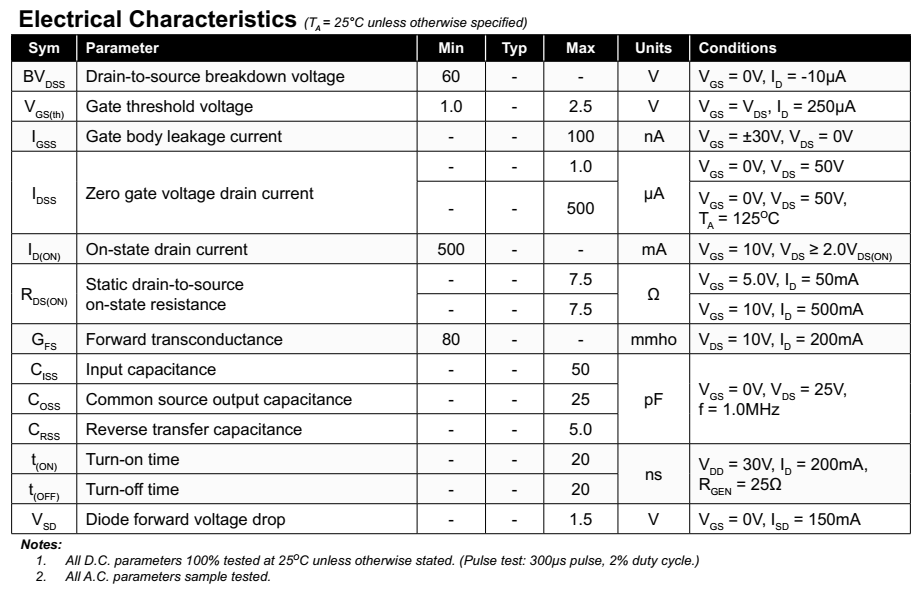 Electrical Characteristics (TA = 25°C unless otherwise specified)
Sym Parameter Min Typ Max Units Conditions
BVDSS Drain-to-source breakdown voltage 60 - - V VGS = 0V, ID = -10µA
VGS(th) Gate threshold voltage 1.0 - 2.5 V VGS = VDS, ID = 250µA
IGSS Gate body leakage current - - 100 nA VGS = ±30V, VDS = 0V
IDSS Zero gate voltage drain current - - 1.0 µA VGS = 0V, VDS = 50V
- - 500 VGS = 0V, VDS = 50V,
TA = 125OC
ID(ON) On-state drain current 500 - - mA VGS = 10V, VDS ≥ 2.0VDS(ON)
RDS(ON) Static drain-to-source - - 7.5 Ω VGS = 5.0V, ID = 50mA
on-state resistance - - 7.5 VGS = 10V, ID = 500mA
GFS Forward transconductance 80 - - mmho VDS = 10V, ID = 200mA
CISS Input capacitance - - 50 pF VGS = 0V, VDS = 25V,
COSS Common source output capacitance - - 25 f = 1.0MHz
CRSS Reverse transfer capacitance - - 5.0
t(ON) Turn-on time - - 20 ns VDD = 30V, ID = 200mA,
t(OFF) Turn-off time - - 20 RGEN = 25Ω
VSD Diode forward voltage drop - - 1.5 V VGS = 0V, ISD = 150mA
Notes:
1. All D.C. parameters 100% tested at 25OC unless otherwise stated. (Pulse test: 300µs pulse, 2% duty cycle.)
2. All A.C. parameters sample tested.